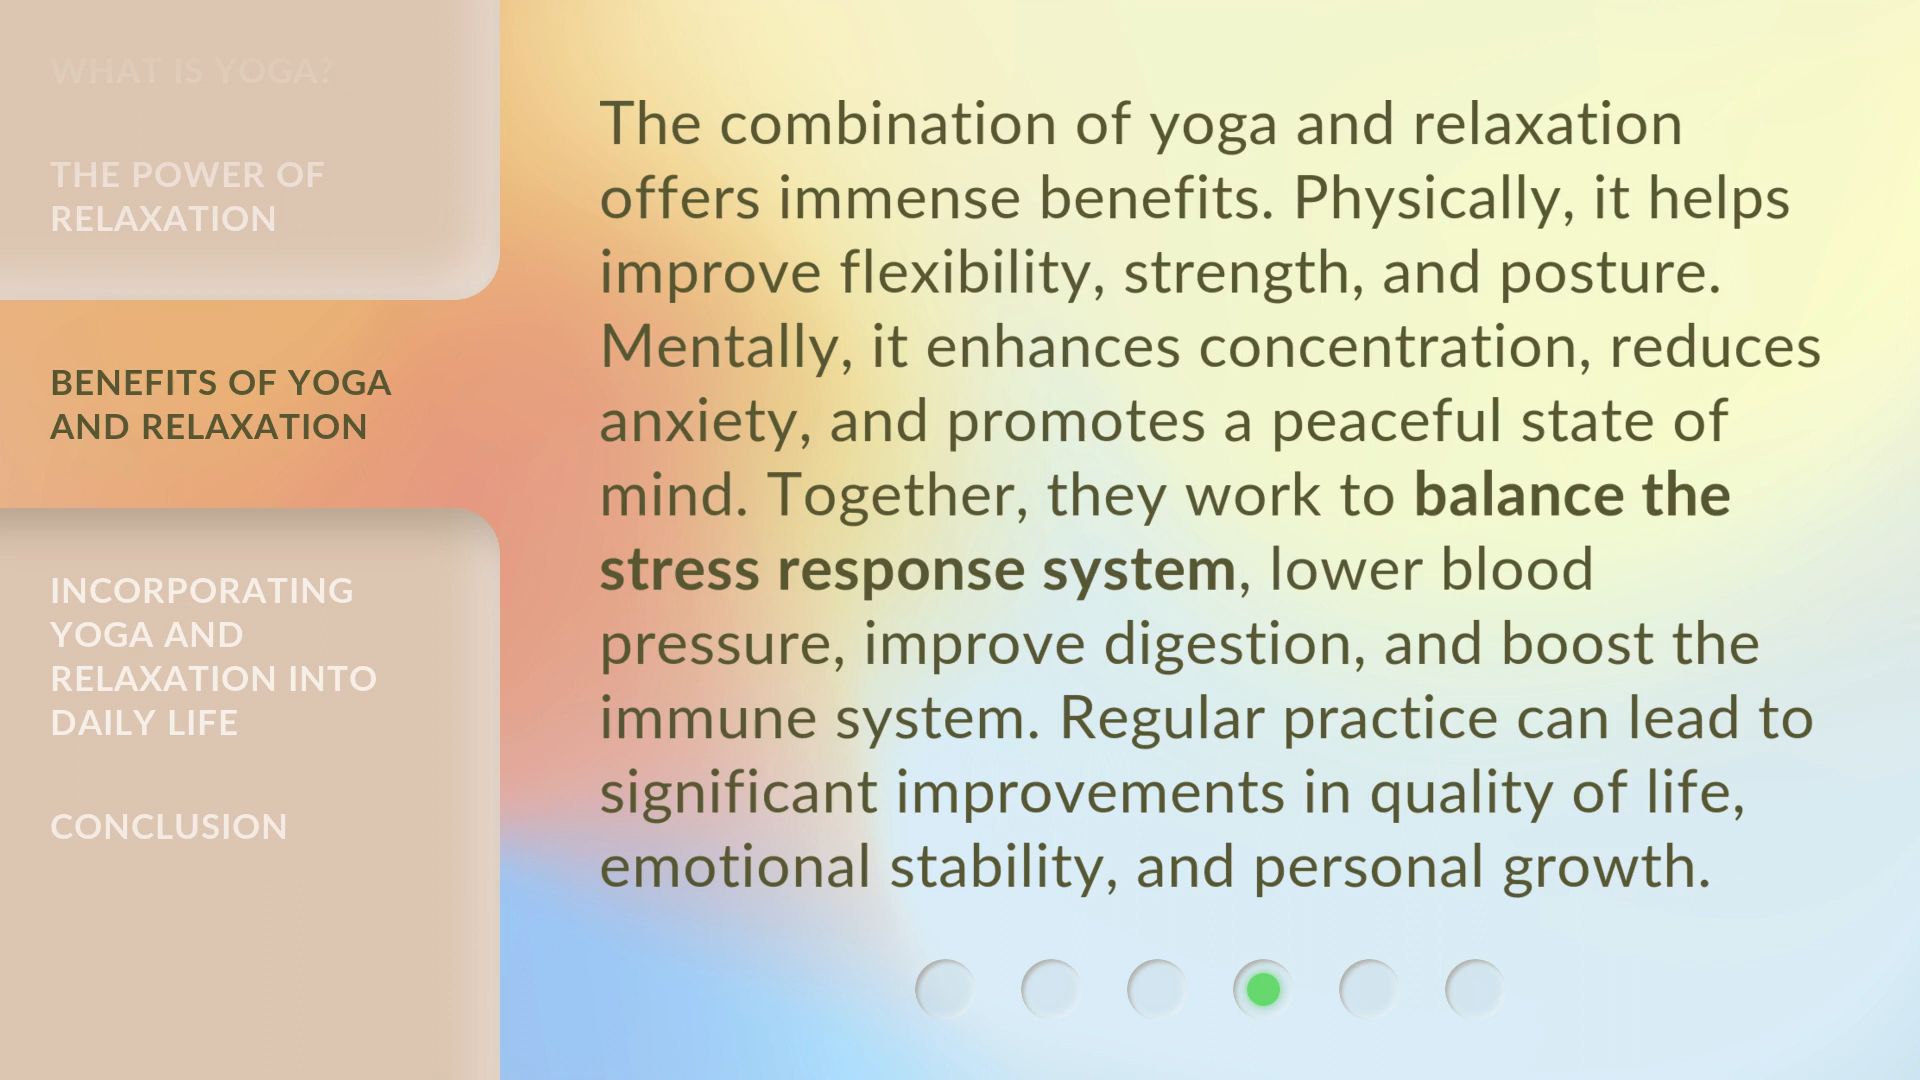 WHAT IS YOGA?
THE POWER OF
RELAXATION
BENEFITS OF YOGA
AND RELAXATION
INCORPORATING
YOGA AND
RELAXATION INTO
DAILY LIFE
CONCLUSION
The combination of yoga and relaxation
offers immense benefits. Physically, it helps
improve flexibility, strength, and posture.
Mentally, it enhances concentration, reduces
anxiety, and promotes a peaceful state of
mind. Together, they work to balance the
stress response system, lower blood
pressure, improve digestion, and boost the
immune system. Regular practice can lead to
significant improvements in quality of life,
emotional stability, and personal growth.